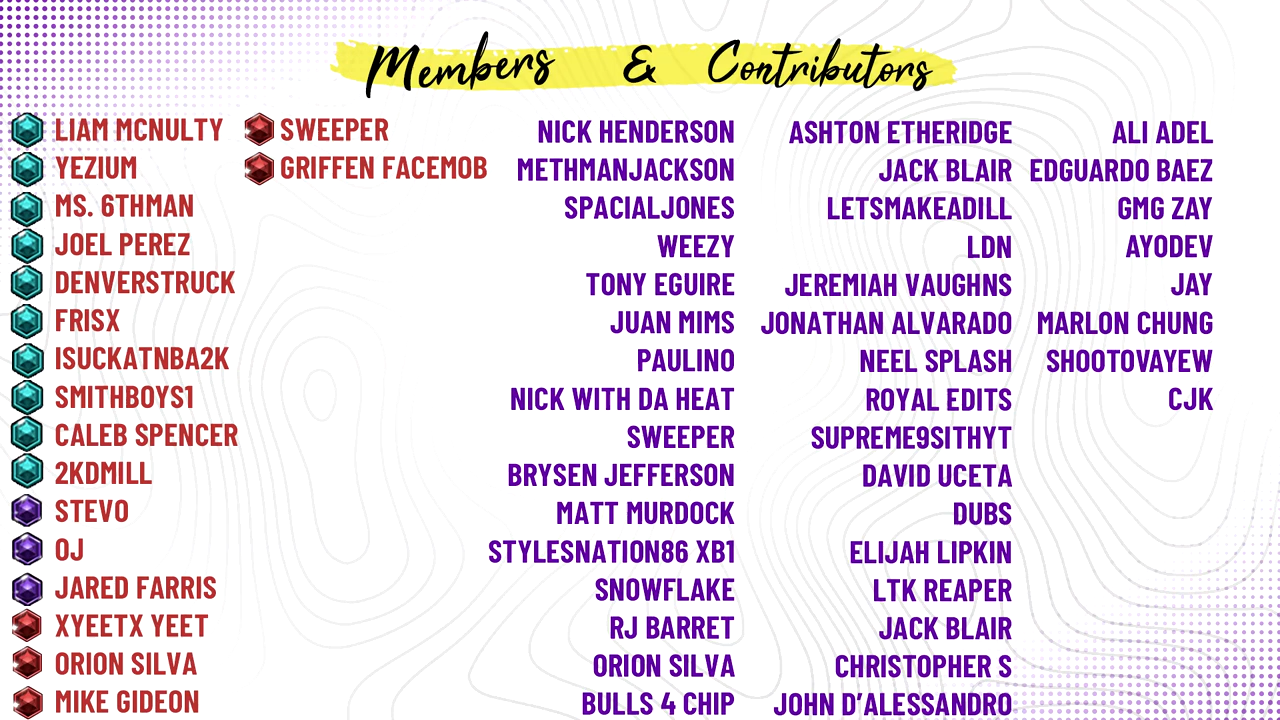 Members & Contributors
LIAM MCNULTY
YEZIUM
MS. 6THMAN
JOEL PEREZ
DENVERSTRUCK
FRISX
ISUCKATNBA2K
SMITHBOYS1
CALEB SPENCER
2KDMILL
STEVO
OJ
JARED FARRIS
XYEETX YEET
ORION SILVA
MIKE GIDEON
SWEEPER
GRIFFEN FACEMOB
NICK HENDERSON
METHMANJACKSON
SPACIALJONES
WEEZY
TONY EGUIRE
JUAN MIMS
PAULINO
NICK WITH DA HEAT
SWEEPER
BRYSEN JEFFERSON
MATT MURDOCK
STYLESNATION86 XB1
SNOWFLAKE
RJ BARRET
ORION SILVA
BULLS 4 CHIP
ASHTON ETHERIDGE
JACK BLAIR
LETSMAKEADILL
LDN
JEREMIAH VAUGHNS
JONATHAN ALVARADO
NEEL SPLASH
ROYAL EDITS
SUPREME9SITHYT
DAVID UCETA
DUBS
ELIJAH LIPKIN
LTK REAPER
JACK BLAIR
CHRISTOPHER S
JOHN D'ALESSANDRO
ALI ADEL
EDGUARDO BAEZ
GMG ZAY
AYODEV
JAY
MARLON CHUNG
SHOOTOVAYEW
CJK